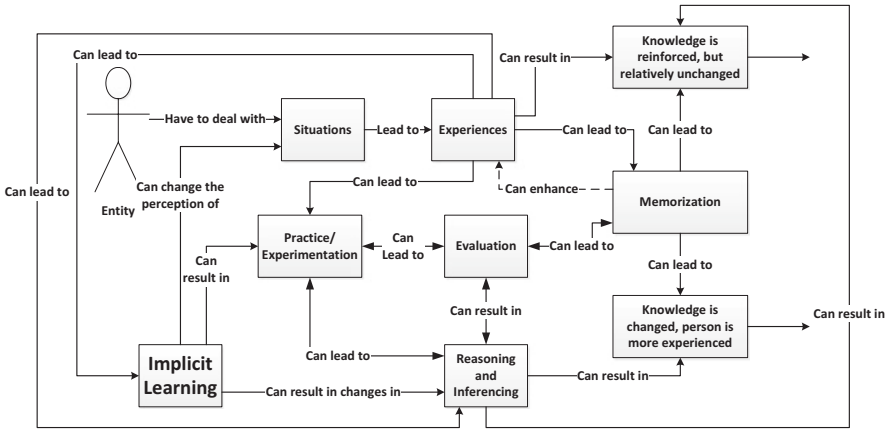 Knowledge is
reinforced, but
relatively unchanged
Can lead to
Can result in
Have to deal with
Situations
Lead to
Experiences
Can lead to
Can lead to
Can lead to
Can enhance
Memorization
Can lead to
Entity
Can change the
perception of
Can lead to
Practice/
Experimentation
Can
Lead to
Evaluation
Can lead to
Can
result in
Can lead to
Can result in
Knowledge is
changed, person is
more experienced
Can result in
Implicit
Learning
Can lead to
Reasoning
and
Inferencing
Can result in
Can result in changes in